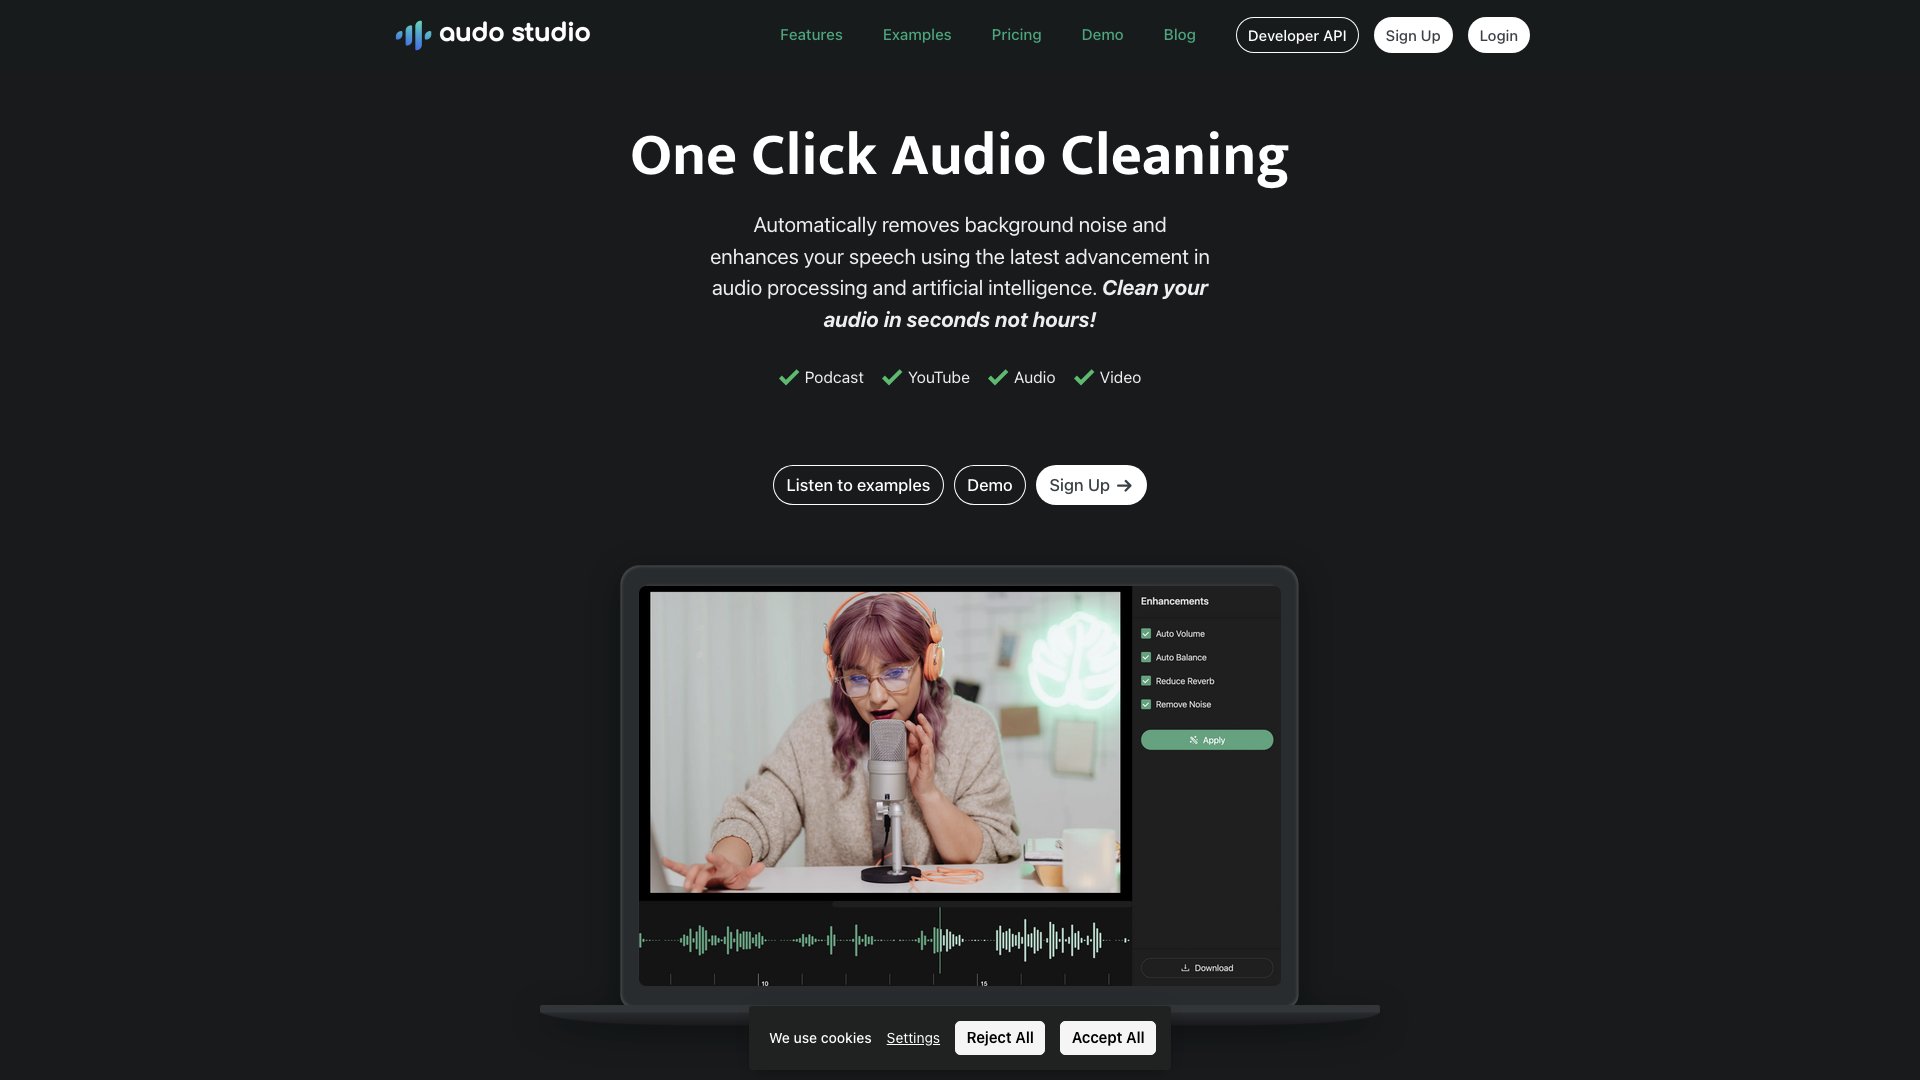 audo studio
Features
Examples
Pricing
Demo
Blog
Developer API
Sign Up
Login
One Click Audio Cleaning
Automatically removes background noise and
enhances your speech using the latest advancement in
audio processing and artificial intelligence. Clean your
audio in seconds not hours!
Podcast
YouTube
Audio
Video
Listen to examples
Demo
Sign Up
Enhancements
Auto Volume
Auto Balance
Reduce Reverb
Remove Noise
Apply
Download
10
15
We use cookies
Settings
Reject All
Accept All